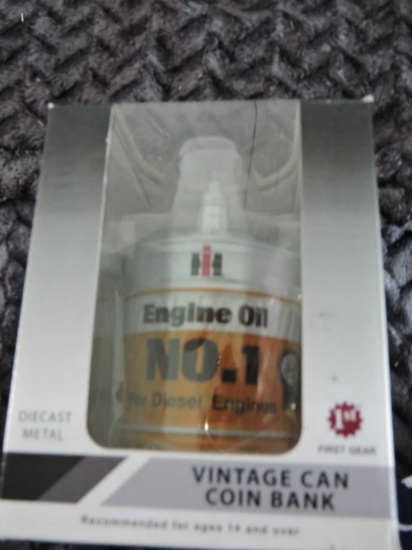 IH
Engine Oil
NO.1
For Diesel Engines
DIECAST
METAL
1st
FIRST GEAR
VINTAGE CAN
COIN BANK
Recommended for ages 14 and over